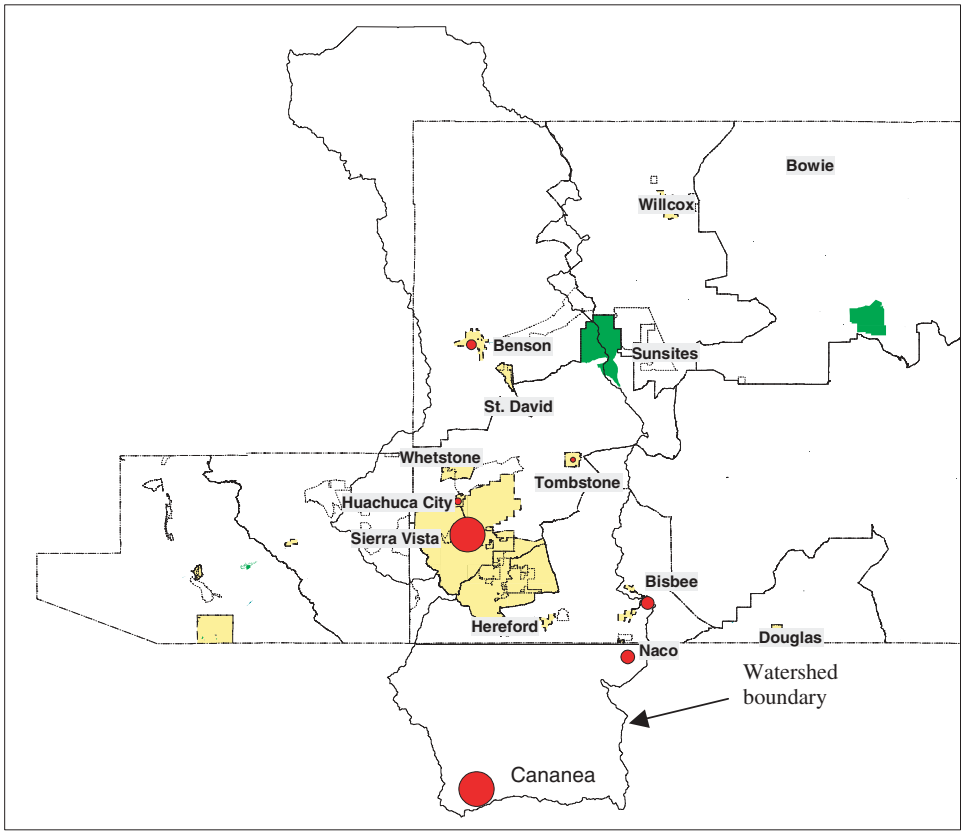 Bowie
Willcox
Benson
Sunsites
St. David
Whetstone
Tombstone
Huachuca City
Sierra Vista
Bisbee
Hereford
Douglas
Naco
Watershed
boundary
Cananea